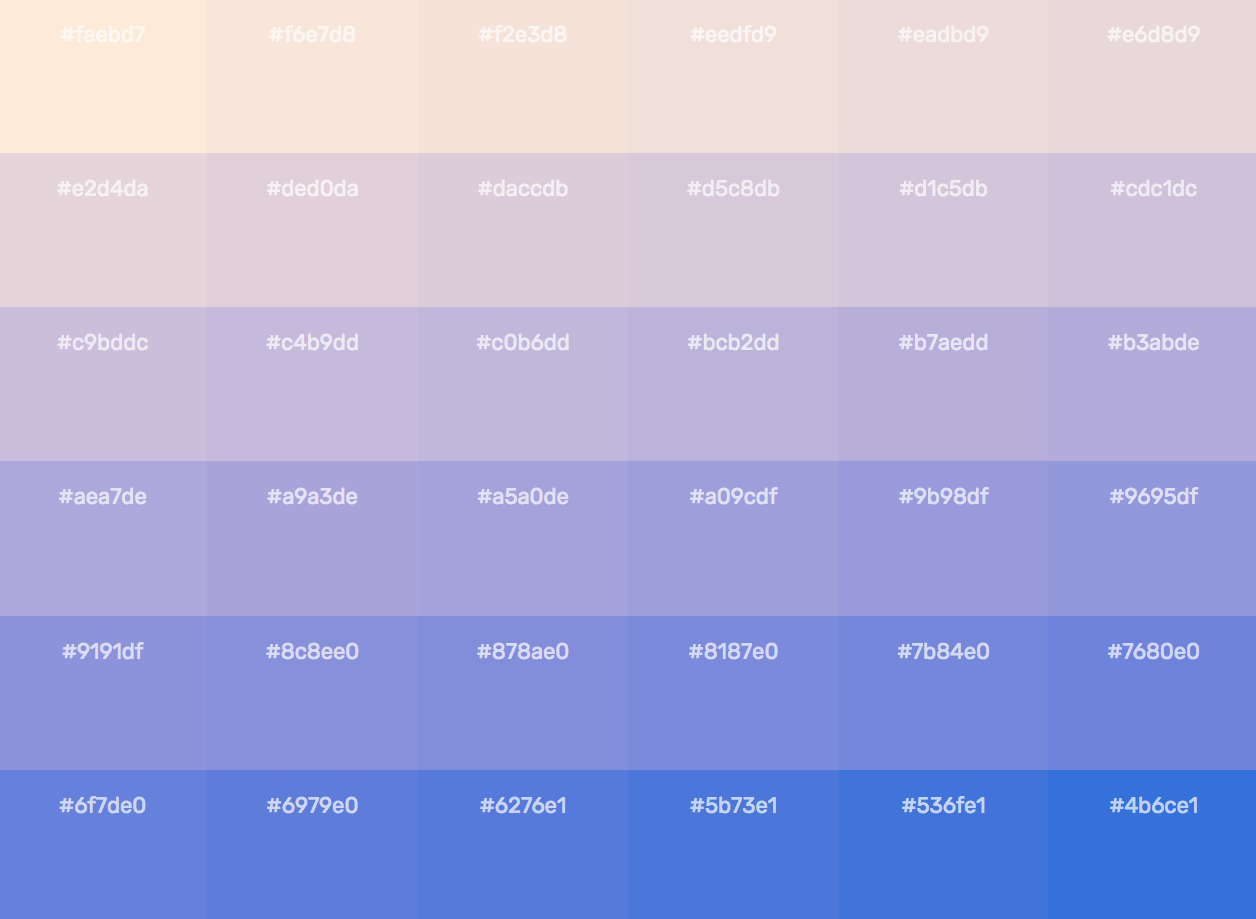 #faebd7 #f6e7d8 #f2e3d8 #eedfd9 #eadbd9 #e6d8d9
#e2d4da #ded0da #daccdb #d5c8db #d1c5db #cdc1dc
#c9bddc #c4b9dd #c0b6dd #bcb2dd #b7aedd #b3abde
#aea7de #a9a3de #a5a0de #a09cdf #9b98df #9695df
#9191df #8c8ee0 #878ae0 #8187e0 #7b84e0 #7680e0
#6f7de0 #6979e0 #6276e1 #5b73e1 #536fe1 #4b6ce1